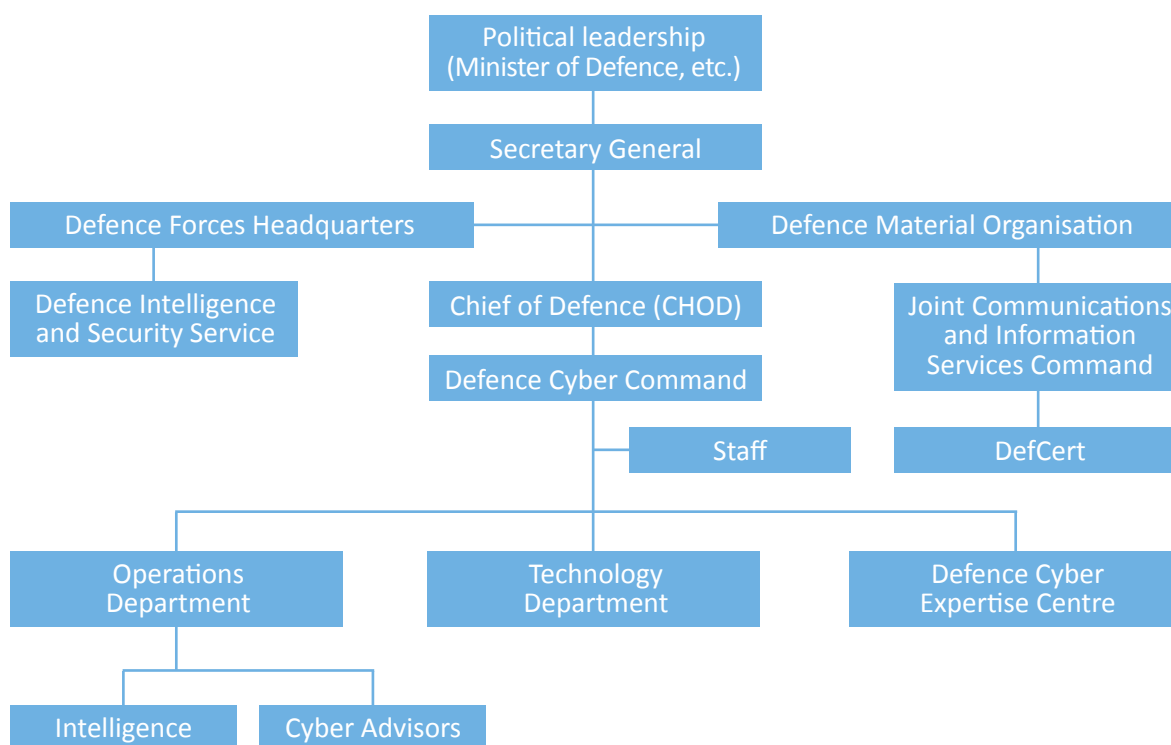 Political leadership
(Minister of Defence, etc.)
Secretary General
Defence Forces Headquarters
Defence Material Organisation
Defence Intelligence
and Security Service
Chief of Defence (CHOD)
Joint Communications
and Information
Services Command
Defence Cyber Command
Staff
DefCert
Operations
Department
Technology
Department
Defence Cyber
Expertise Centre
Intelligence
Cyber Advisors